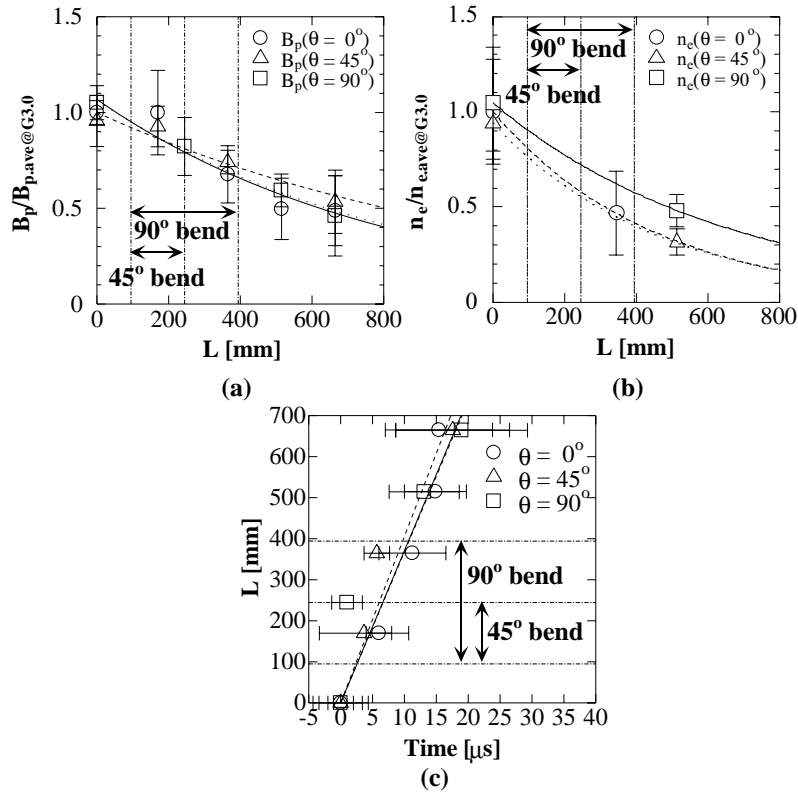 1.5
1.0
0.5
0
B_p/B_p.ave@G3.0
B_p(θ = 0°)
B_p(θ = 45°)
B_p(θ = 90°)
90° bend
45° bend
0 200 400 600 800
L [mm]
(a)
1.5
1.0
0.5
0
n_e/n_e.ave@G3.0
90° bend
45° bend
n_e(θ = 0°)
n_e(θ = 45°)
n_e(θ = 90°)
0 200 400 600 800
L [mm]
(b)
700
600
500
400
300
200
100
0
L [mm]
θ = 0°
θ = 45°
θ = 90°
90° bend
45° bend
-5 0 5 10 15 20 25 30 35 40
Time [μs]
(c)